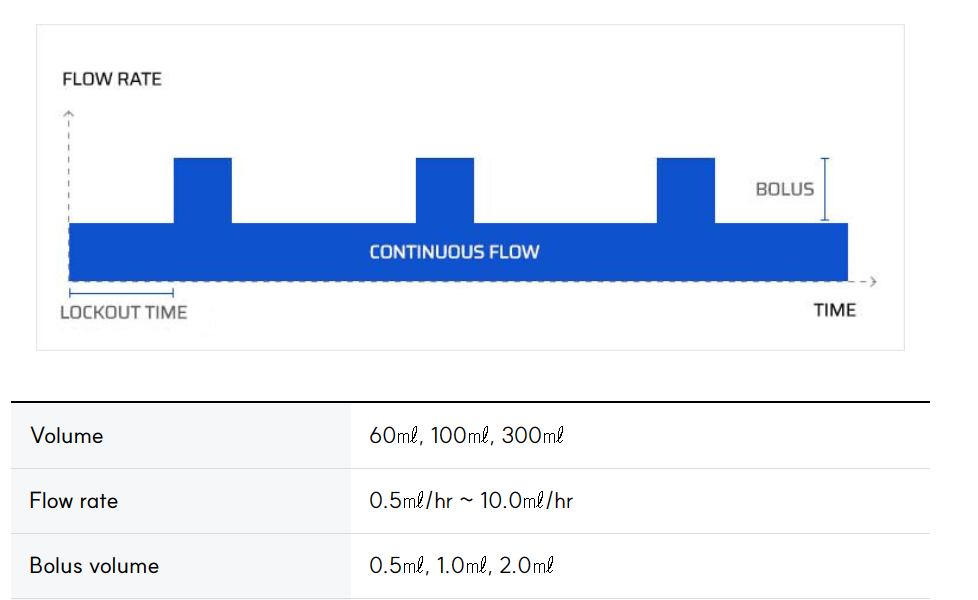 FLOW RATE
BOLUS
CONTINUOUS FLOW
LOCKOUT TIME
TIME
Volume 60㎖, 100㎖, 300㎖
Flow rate 0.5㎖/hr ~ 10.0㎖/hr
Bolus volume 0.5㎖, 1.0㎖, 2.0㎖